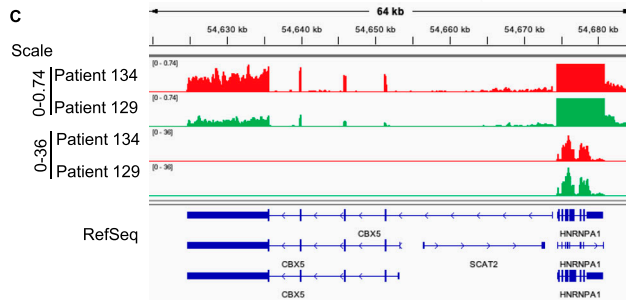 C
64 kb
54,630 kb 54,640 kb 54,650 kb 54,660 kb 54,670 kb 54,680 kb
Scale
0-0.74
Patient 134
[0 - 0.74]
Patient 129
[0 - 0.74]
0-36
Patient 134
[0 - 36]
Patient 129
[0 - 36]
RefSeq
CBX5 HNRNPA1
CBX5 SCAT2 HNRNPA1
CBX5 HNRNPA1